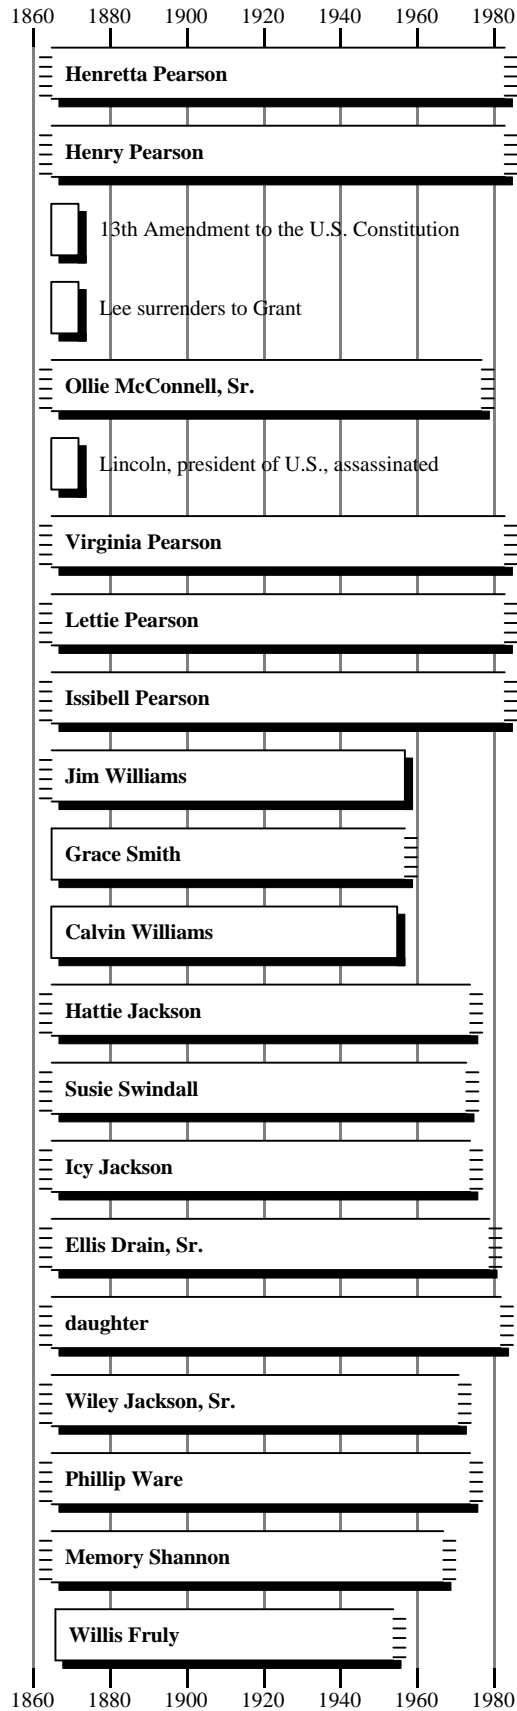 1860 1880 1900 1920 1940 1960 1980
Henretta Pearson
Henry Pearson
13th Amendment to the U.S. Constitution
Lee surrenders to Grant
Ollie McConnell, Sr.
Lincoln, president of U.S., assassinated
Virginia Pearson
Lettie Pearson
Issibell Pearson
Jim Williams
Grace Smith
Calvin Williams
Hattie Jackson
Susie Swindall
Icy Jackson
Ellis Drain, Sr.
daughter
Wiley Jackson, Sr.
Phillip Ware
Memory Shannon
Willis Fruly
1860 1880 1900 1920 1940 1960 1980